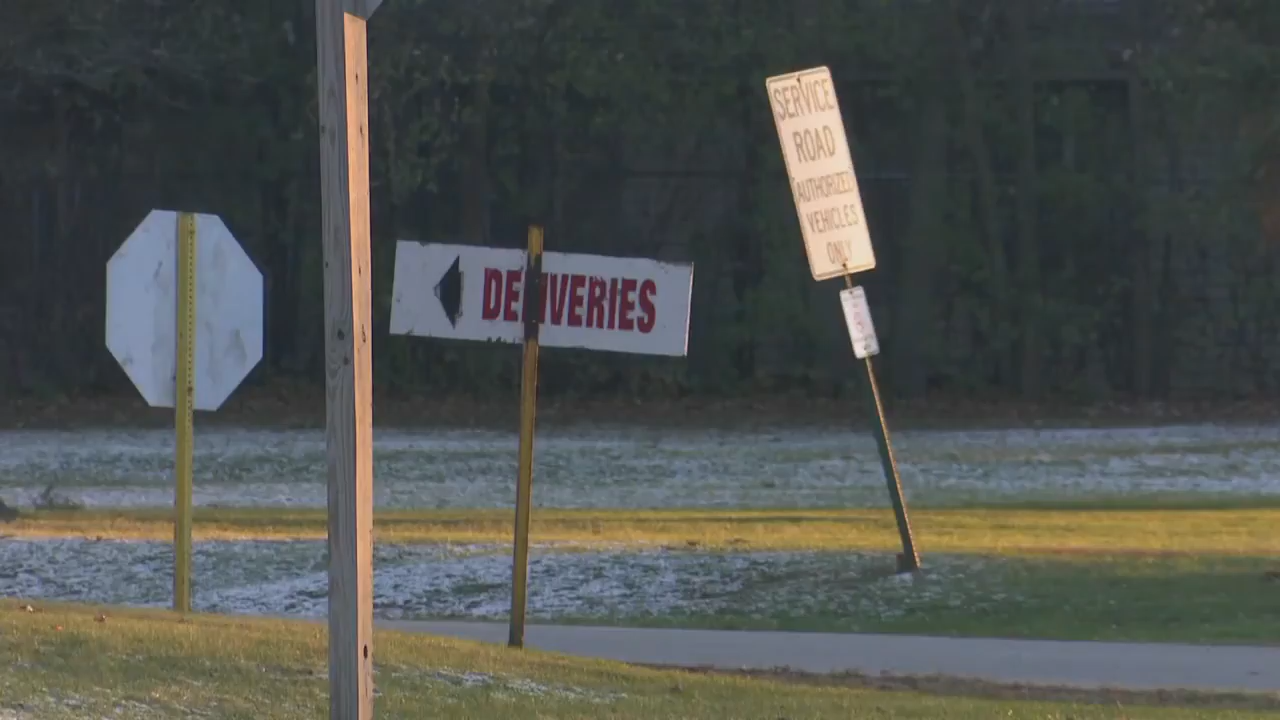 DELIVERIES
SERVICE
ROAD
AUTHORIZED
VEHICLES
ONLY